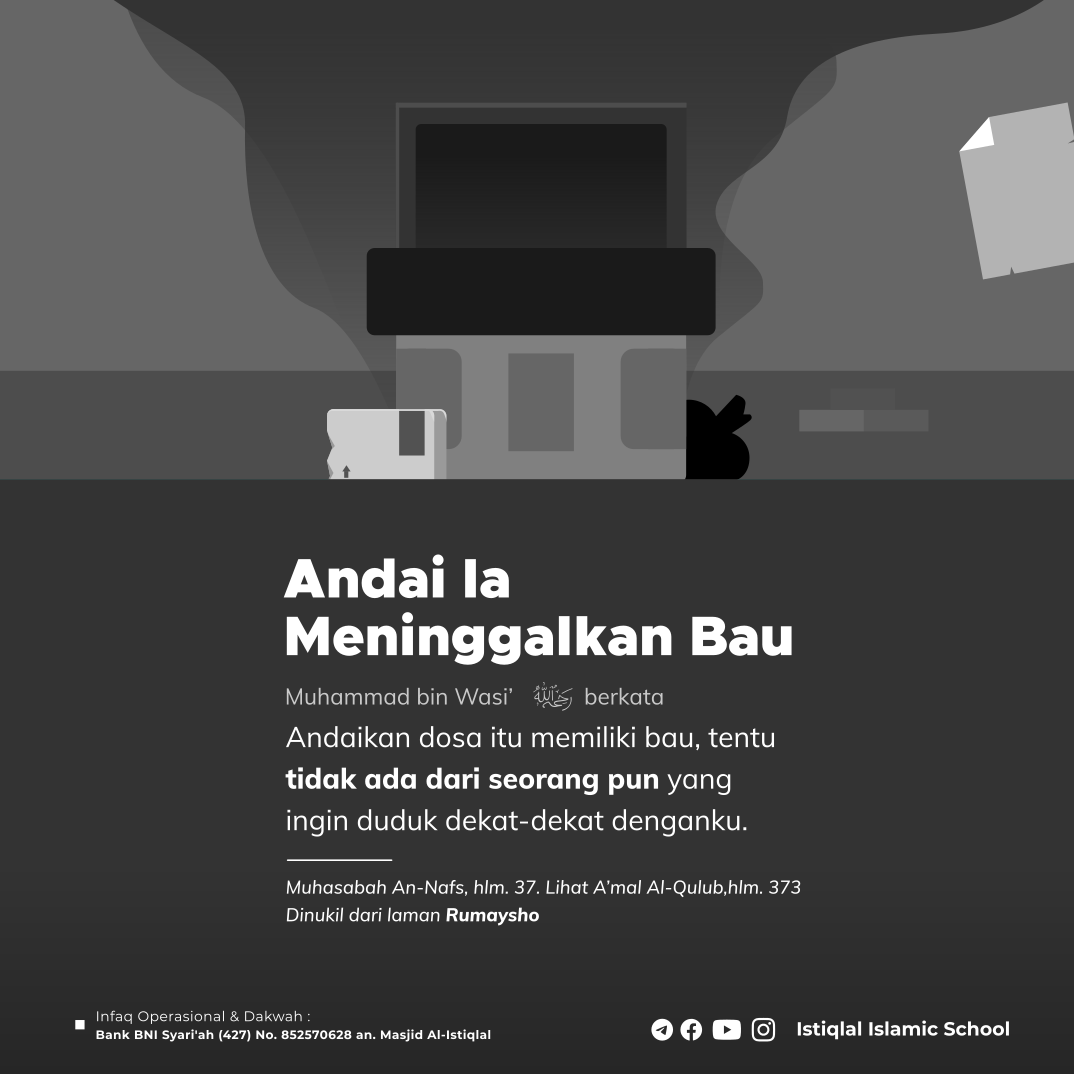 Andai Ia
Meninggalkan Bau
Muhammad bin Wasi’ رحمه الله berkata
Andaikan dosa itu memiliki bau, tentu
tidak ada dari seorang pun yang
ingin duduk dekat-dekat denganku.
Muhasabah An-Nafs, hlm. 37. Lihat A’mal Al-Qulub,hlm. 373
Dinukil dari laman Rumaysho
Infaq Operasional & Dakwah :
Bank BNI Syari'ah (427) No. 852570628 an. Masjid Al-Istiqlal
Istiqlal Islamic School